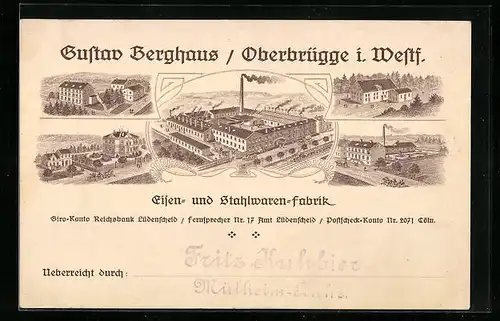 Gustav Berghaus / Oberbrügge i. Westf.
Eisen- und Stahlwaren-Fabrik
Giro-Konto Reichsbank Lüdenscheid / Fernsprecher Nr. 17 Amt Lüdenscheid / Postscheck-Konto Nr. 2071 Cöln.
Ueberreicht durch:
Fritz
Mülheim-Ruhr.